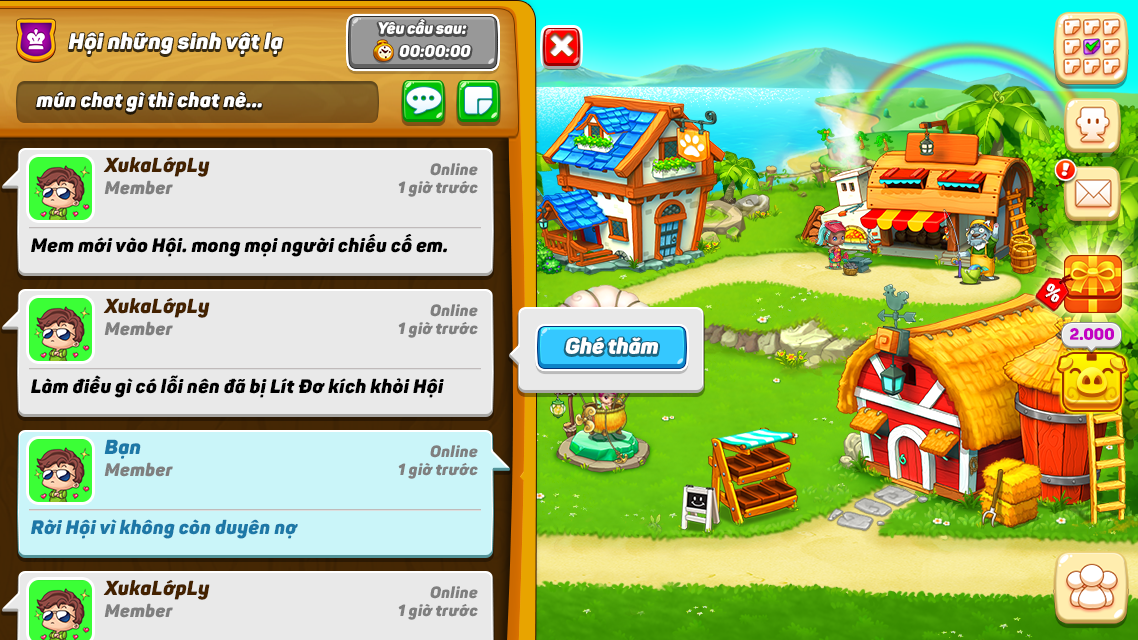 Hội những sinh vật lạ
Yêu cầu sau:
00:00:00
mún chat gì thì chat nè...
XukaLớpLy
Online
Member
1 giờ trước
Mem mới vào Hội. mong mọi người chiếu cố em.
XukaLớpLy
Online
Member
1 giờ trước
Làm điều gì có lỗi nên đã bị Lít Đơ kích khỏi Hội
Bạn
Online
Member
1 giờ trước
Rời Hội vì không còn duyên nợ
XukaLớpLy
Online
Member
1 giờ trước
Ghé thăm
%
2.000